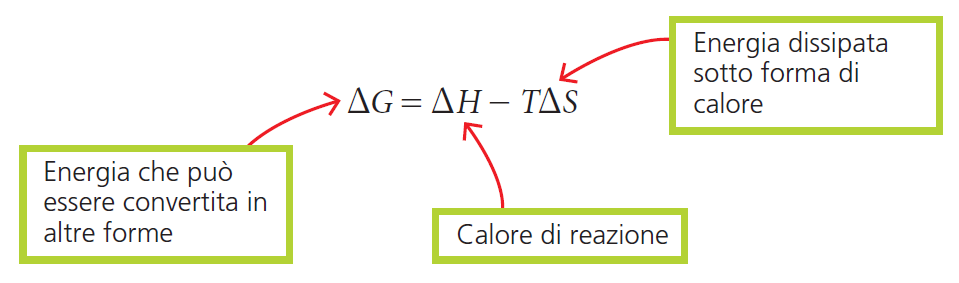 Energia dissipata
sotto forma di
calore
ΔG = ΔH − TΔS
Energia che può
essere convertita in
altre forme
Calore di reazione